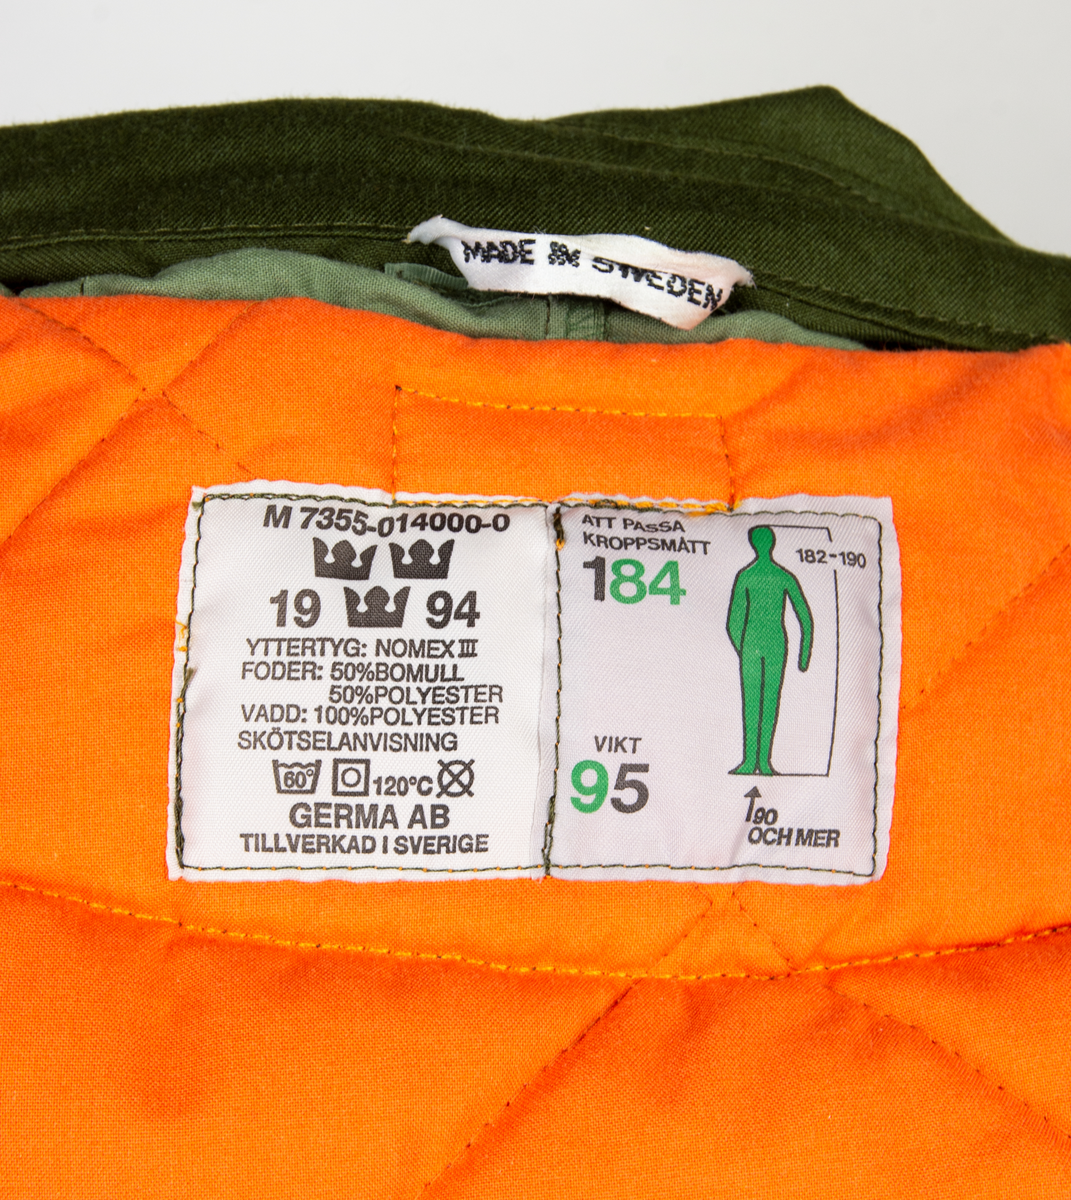 MADE IN SWEDEN
M 7355-014000-0
19 94
YTTERTYG: NOMEX III
FODER: 50%BOMULL
50%POLYESTER
VADD: 100%POLYESTER
SKÖTSELANVISNING
60° 120°C
GERMA AB
TILLVERKAD I SVERIGE
ATT PASSA
KROPPSMÅTT
184
182-190
VIKT
95
190
OCH MER